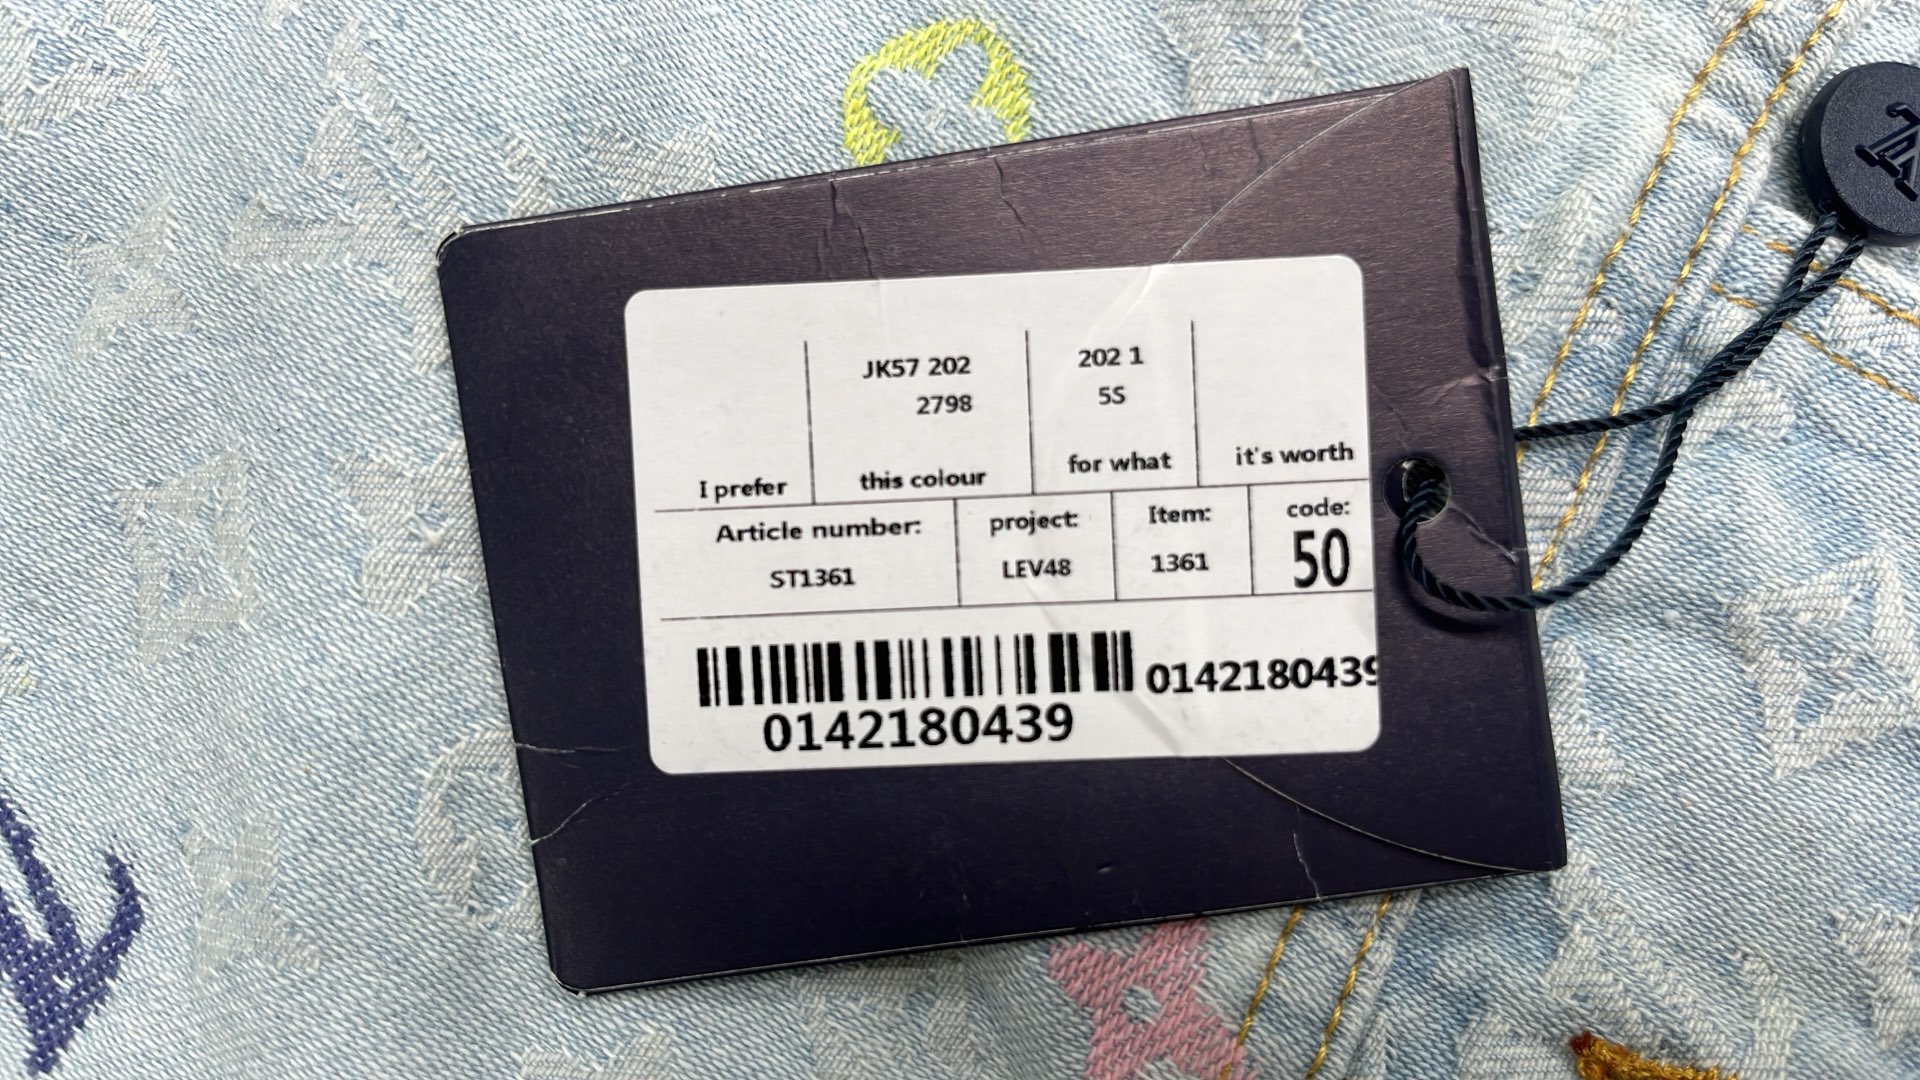 JK57 202
2798
202 1
5S
I prefer
this colour
for what
it's worth
Article number:
ST1361
project:
LEV48
Item:
1361
code:
50
0142180439
0142180439